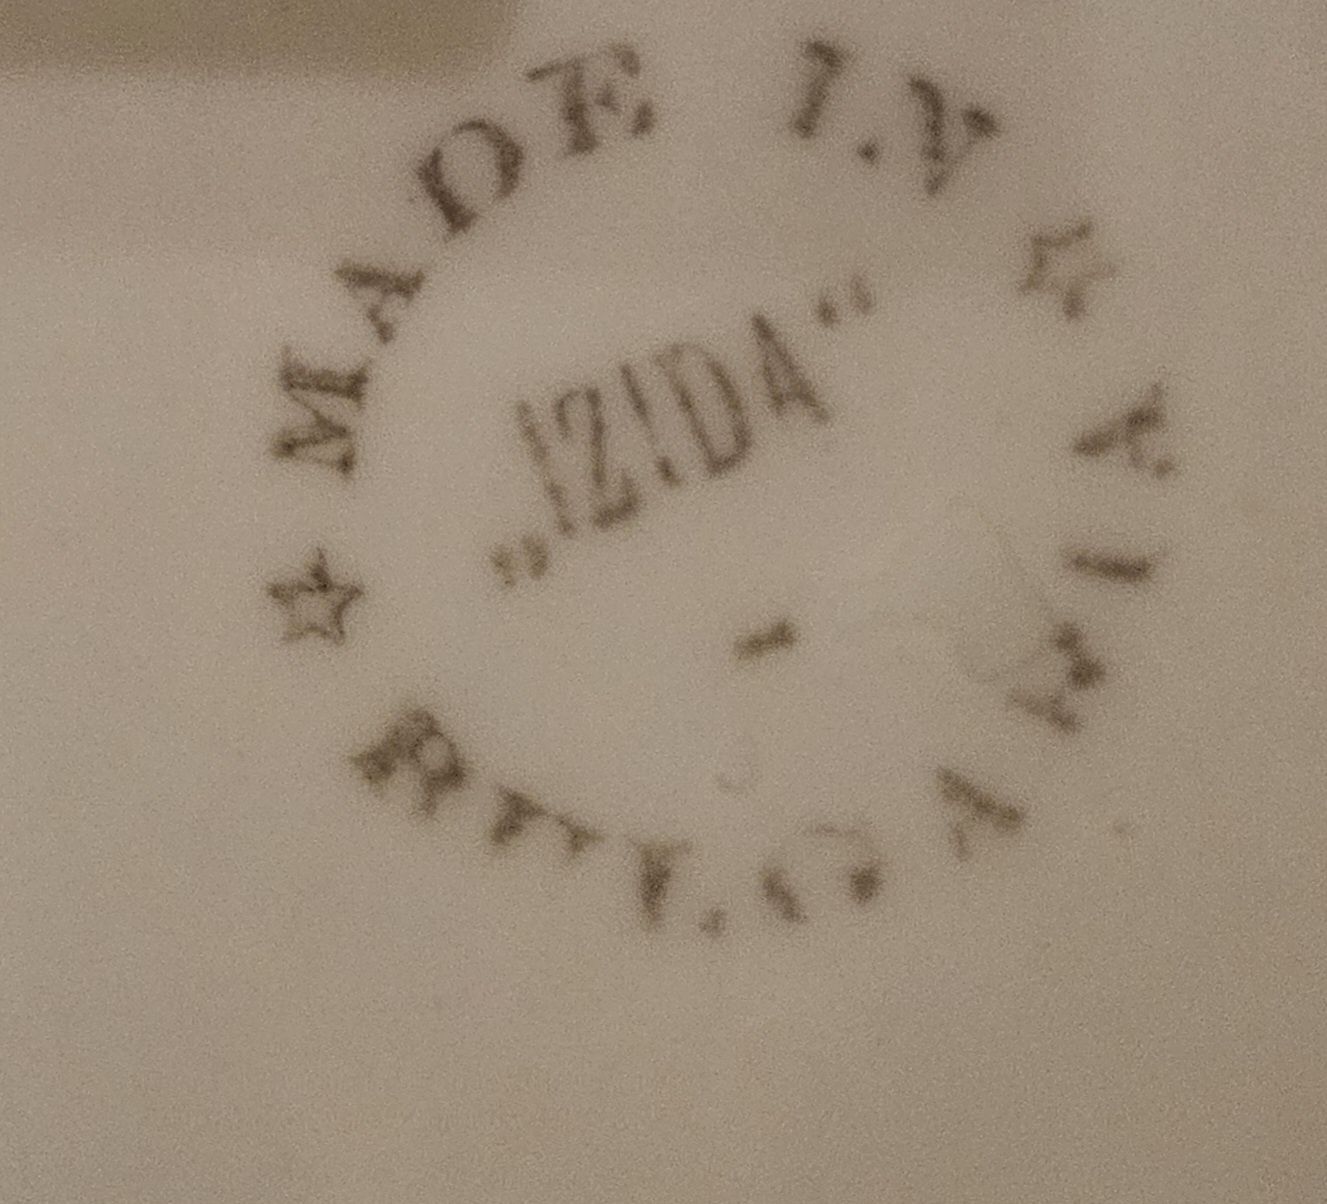 ☆ MADE IN ☆
BULGARIA
„IZIDA“
-